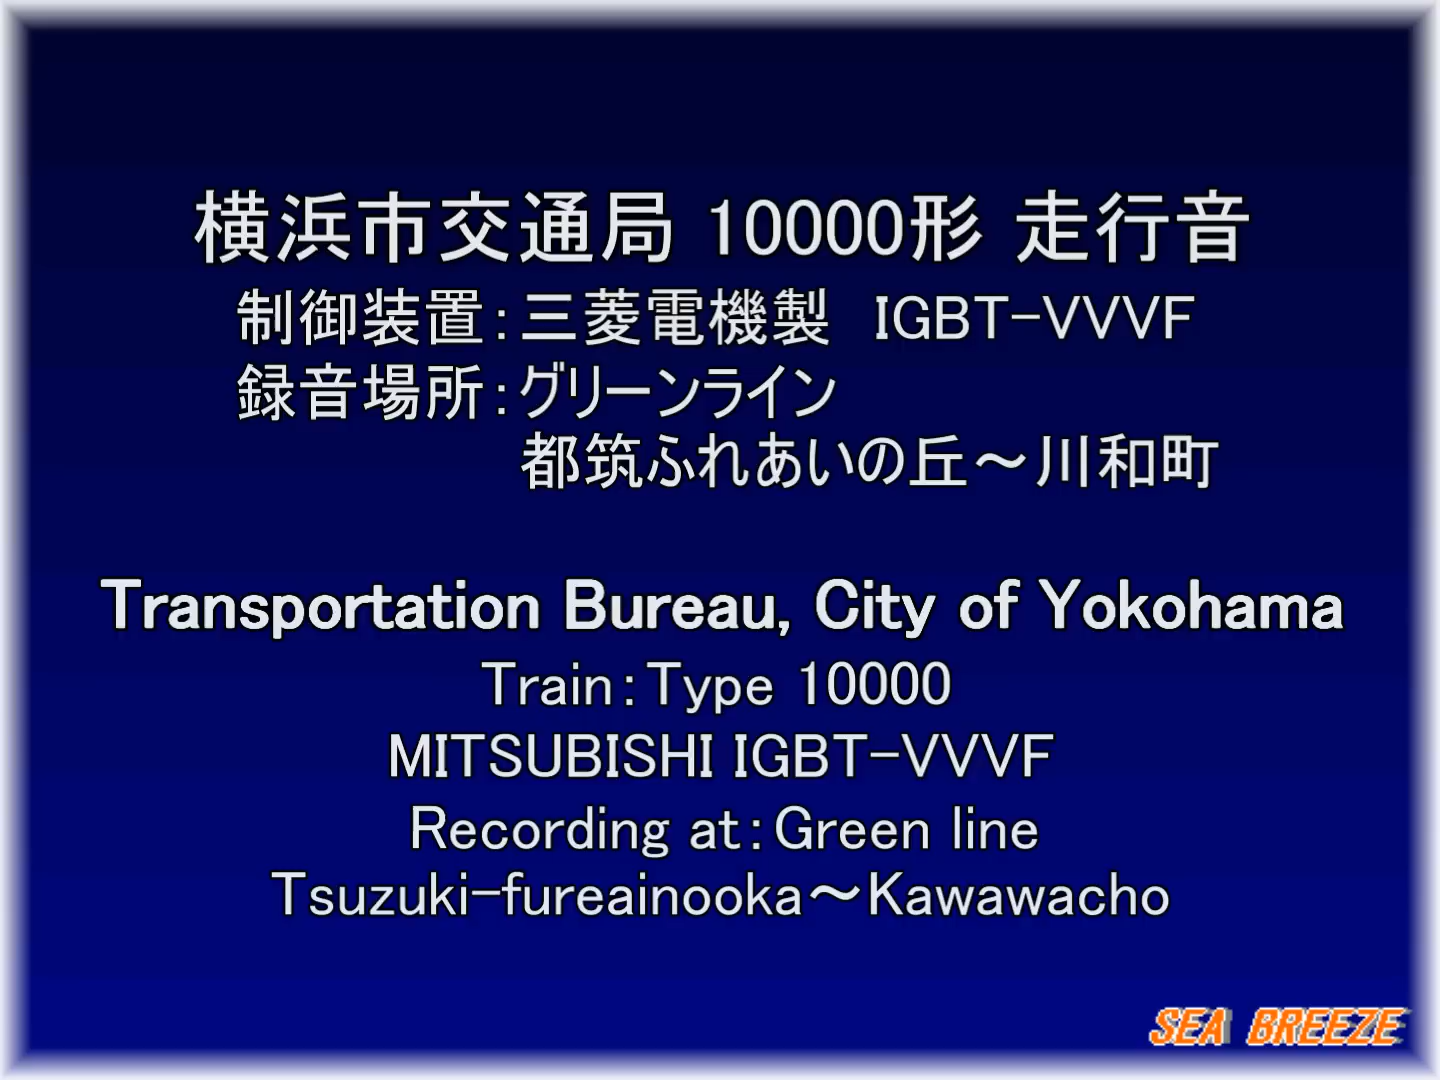 横浜市交通局 10000形 走行音
制御装置：三菱電機製　IGBT-VVVF
録音場所：グリーンライン
都筑ふれあいの丘～川和町
Transportation Bureau, City of Yokohama
Train：Type 10000
MITSUBISHI IGBT-VVVF
Recording at：Green line
Tsuzuki-fureainooka～Kawawacho
SEA BREEZE